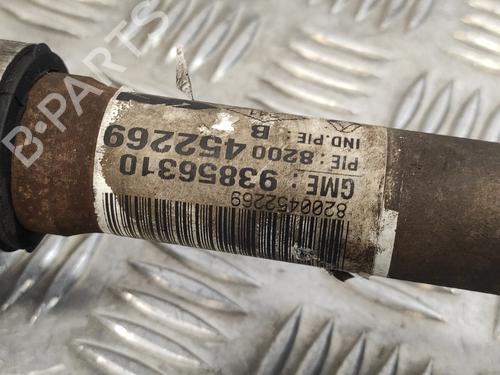 B-PARTS
IND.PIE : B
PIE : 8200 452269
GME : 93856310
8200452269